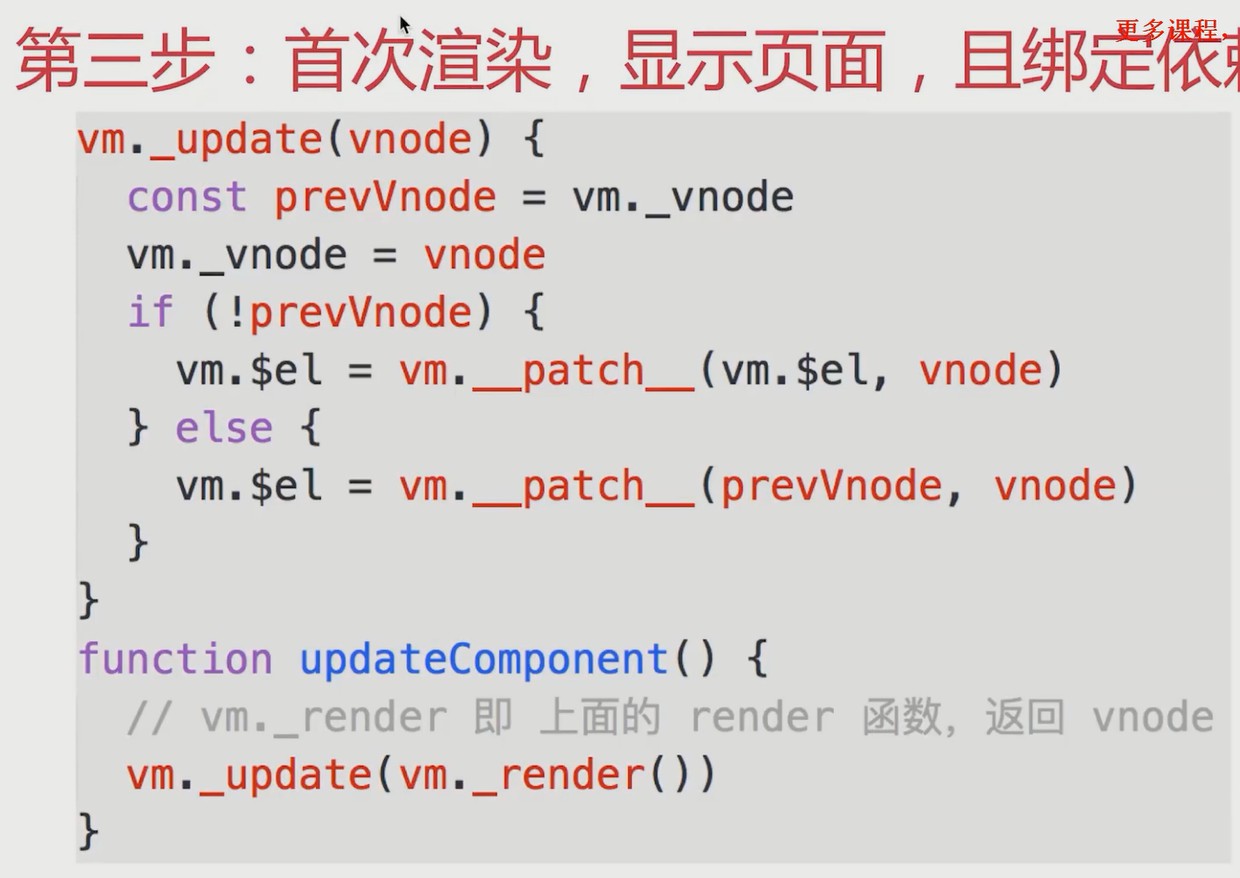 更多课程,
第三步：首次渲染，显示页面，且绑定依
vm._update(vnode) {
  const prevVnode = vm._vnode
  vm._vnode = vnode
  if (!prevVnode) {
    vm.$el = vm.__patch__(vm.$el, vnode)
  } else {
    vm.$el = vm.__patch__(prevVnode, vnode)
  }
}
function updateComponent() {
  // vm._render 即 上面的 render 函数，返回 vnode
  vm._update(vm._render())
}